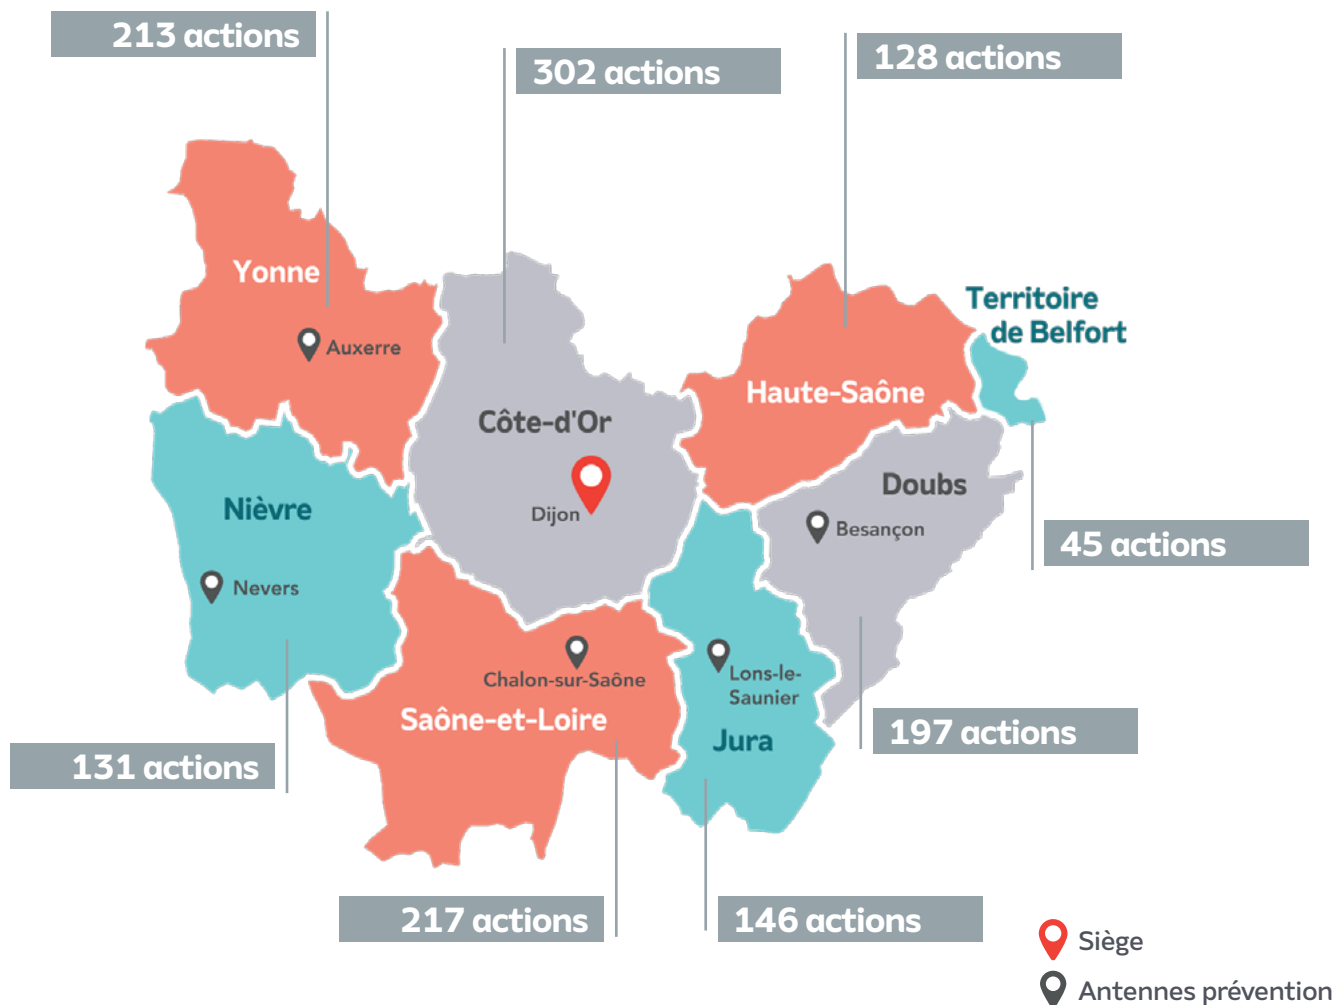 213 actions
302 actions
128 actions
Yonne
Auxerre
Territoire
de Belfort
Haute-Saône
Côte-d'Or
Dijon
Doubs
Besançon
Nièvre
Nevers
45 actions
Chalon-sur-Saône
Saône-et-Loire
Lons-le-
Saunier
Jura
197 actions
131 actions
217 actions
146 actions
Siège
Antennes prévention